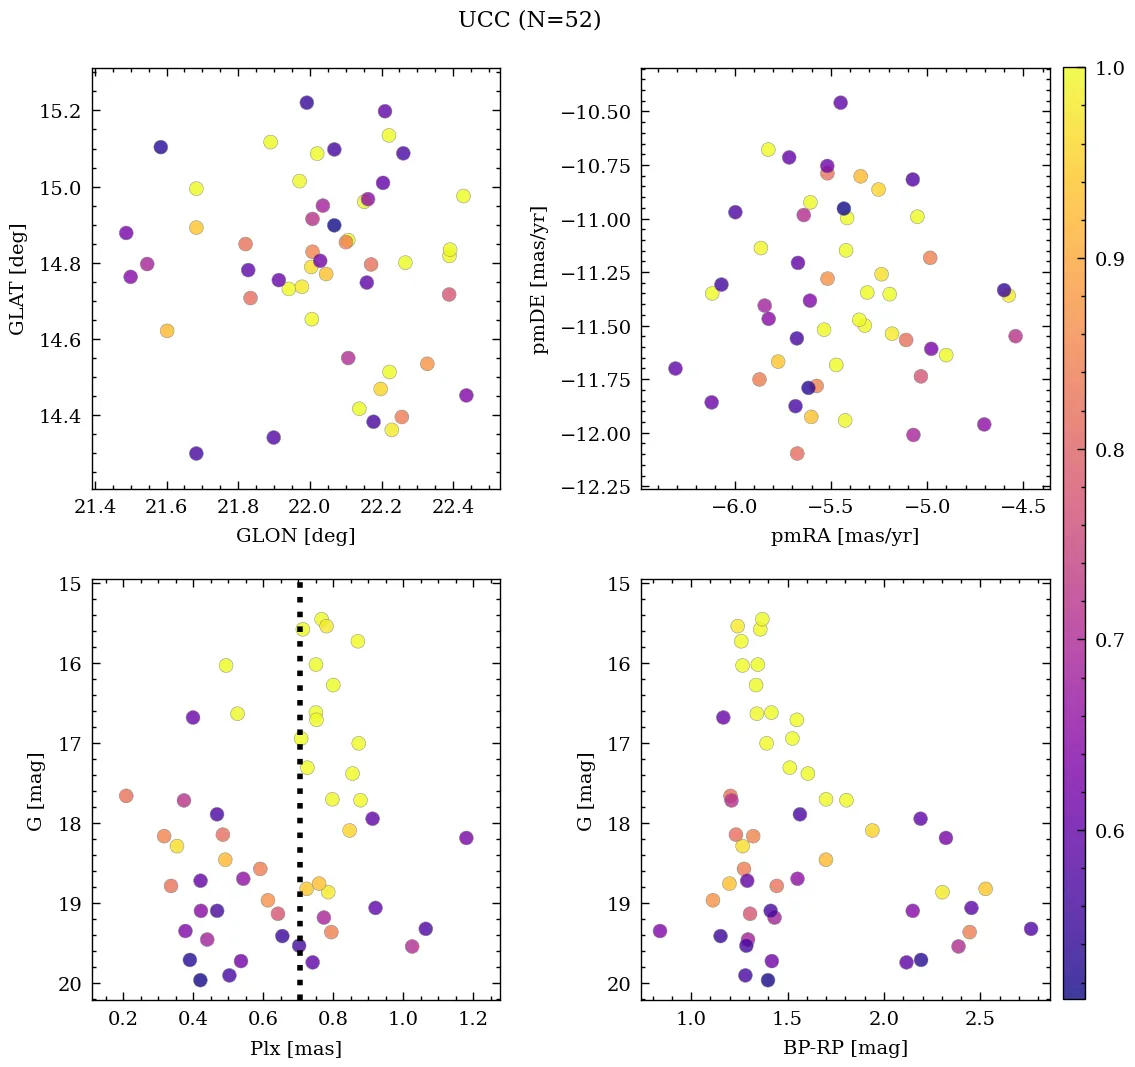 UCC (N=52)
15.2
15.0
14.8
14.6
14.4
GLAT [deg]
21.4 21.6 21.8 22.0 22.2 22.4
GLON [deg]
−10.50
−10.75
−11.00
−11.25
−11.50
−11.75
−12.00
−12.25
pmDE [mas/yr]
−6.0 −5.5 −5.0 −4.5
pmRA [mas/yr]
1.0
0.9
0.8
0.7
0.6
15
16
17
18
19
20
G [mag]
0.2 0.4 0.6 0.8 1.0 1.2
Plx [mas]
15
16
17
18
19
20
G [mag]
1.0 1.5 2.0 2.5
BP-RP [mag]